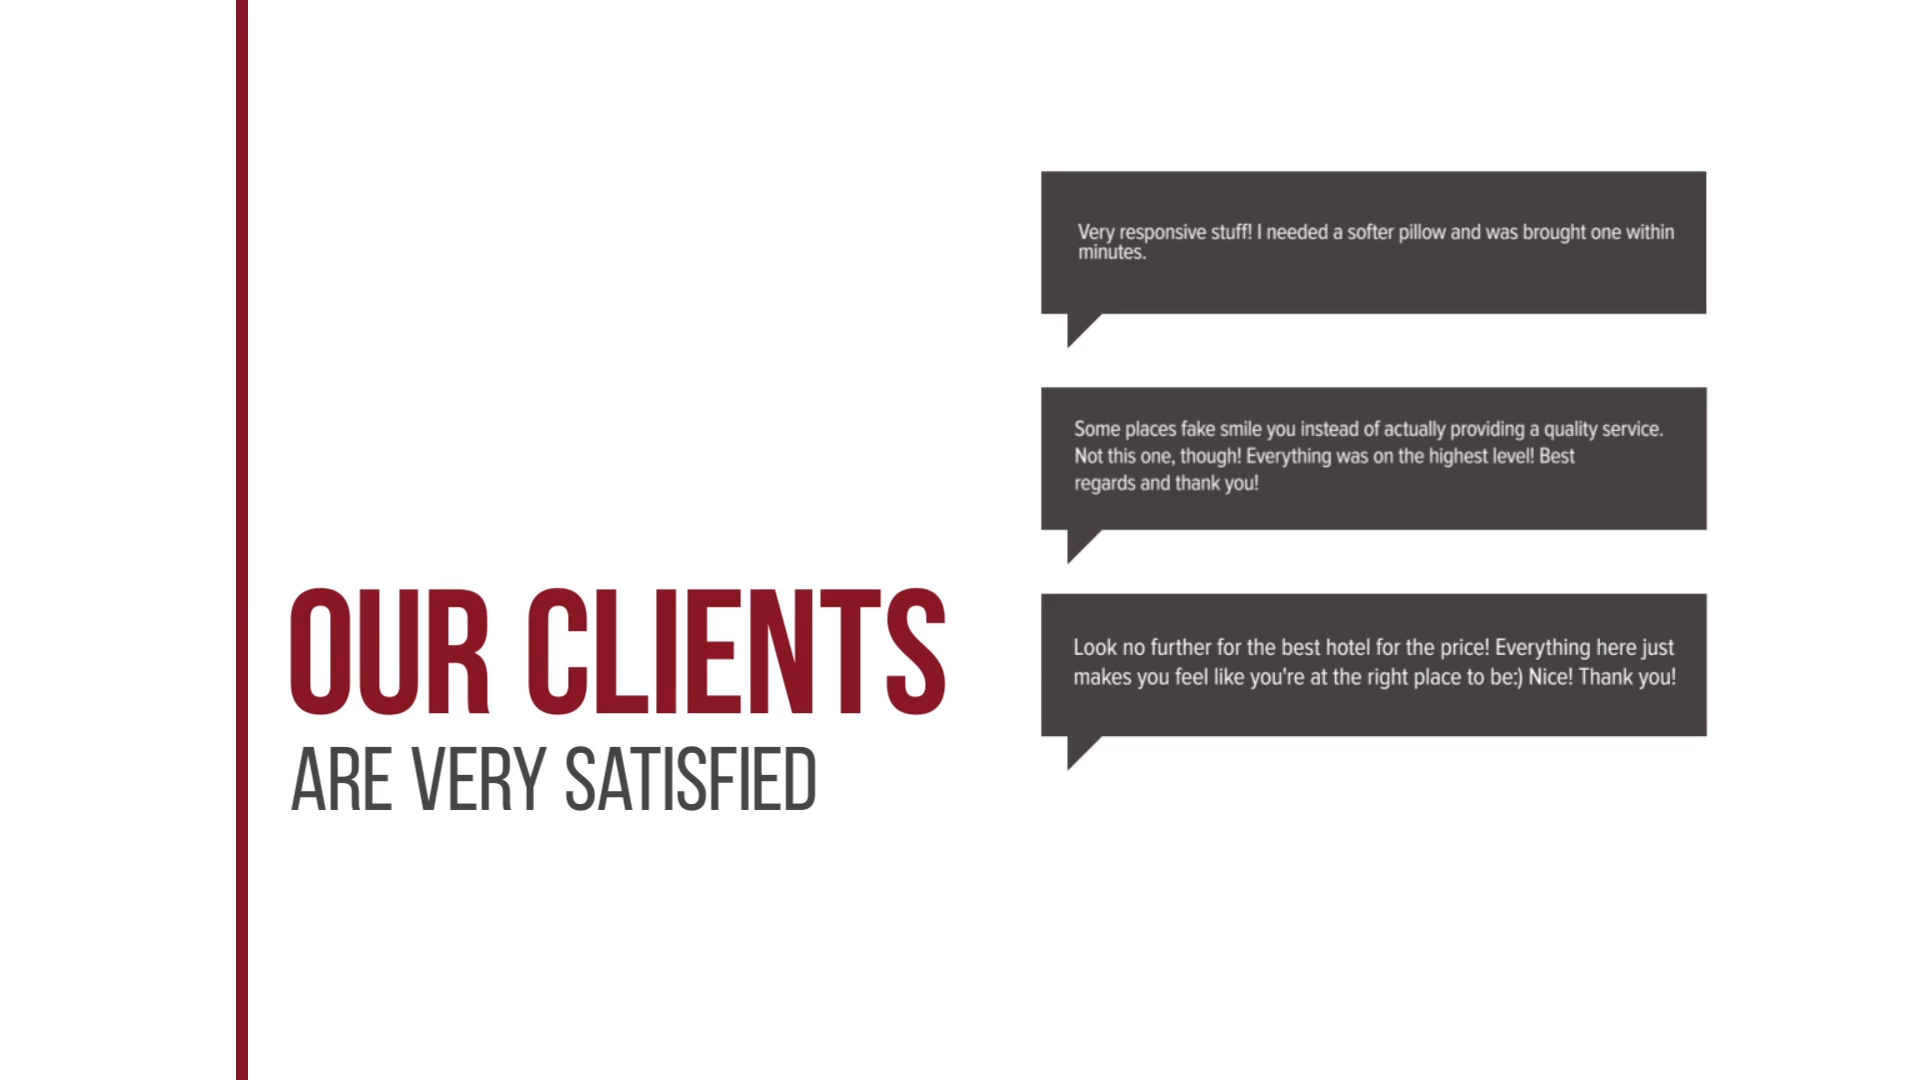 OUR CLIENTS
ARE VERY SATISFIED
Very responsive stuff! I needed a softer pillow and was brought one within
minutes.
Some places fake smile you instead of actually providing a quality service.
Not this one, though! Everything was on the highest level! Best
regards and thank you!
Look no further for the best hotel for the price! Everything here just
makes you feel like you're at the right place to be:) Nice! Thank you!